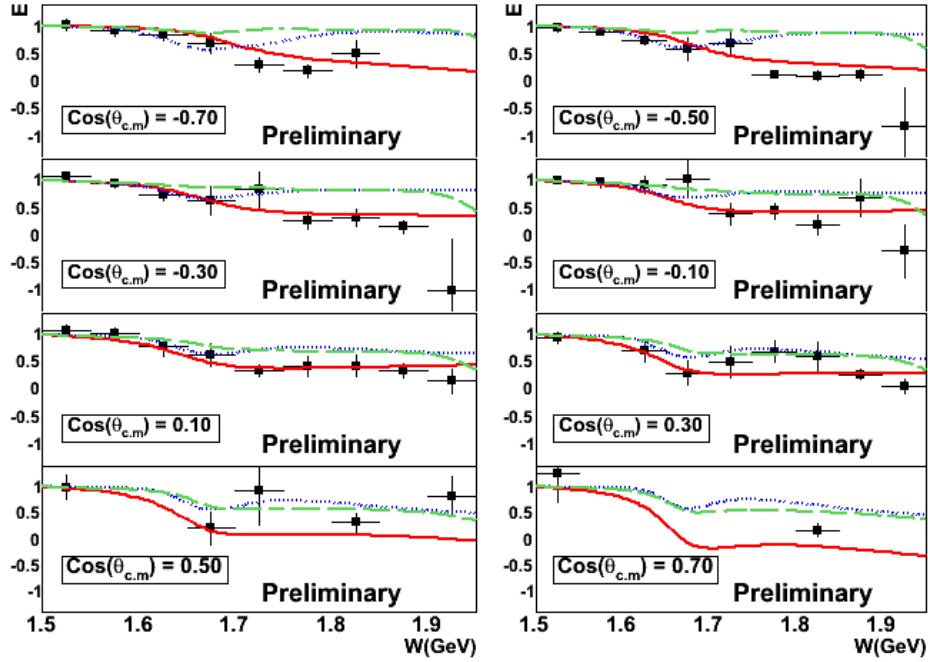 E
1
0.5
0
-0.5
-1
Cos(θc.m) = -0.70
Preliminary
E
1
0.5
0
-0.5
-1
Cos(θc.m) = -0.50
Preliminary
1
0.5
0
-0.5
-1
Cos(θc.m) = -0.30
Preliminary
1
0.5
0
-0.5
-1
Cos(θc.m) = -0.10
Preliminary
1
0.5
0
-0.5
-1
Cos(θc.m) = 0.10
Preliminary
1
0.5
0
-0.5
-1
Cos(θc.m) = 0.30
Preliminary
1
0.5
0
-0.5
-1
Cos(θc.m) = 0.50
Preliminary
1.5 1.6 1.7 1.8 1.9
W(GeV)
1
0.5
0
-0.5
-1
Cos(θc.m) = 0.70
Preliminary
1.5 1.6 1.7 1.8 1.9
W(GeV)